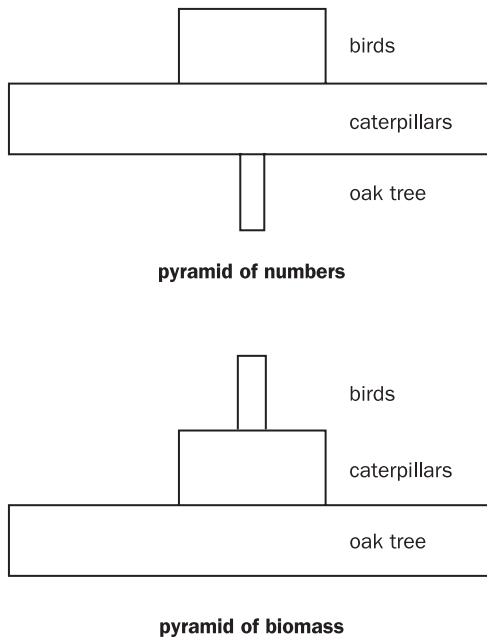 birds
caterpillars
oak tree
pyramid of numbers
birds
caterpillars
oak tree
pyramid of biomass